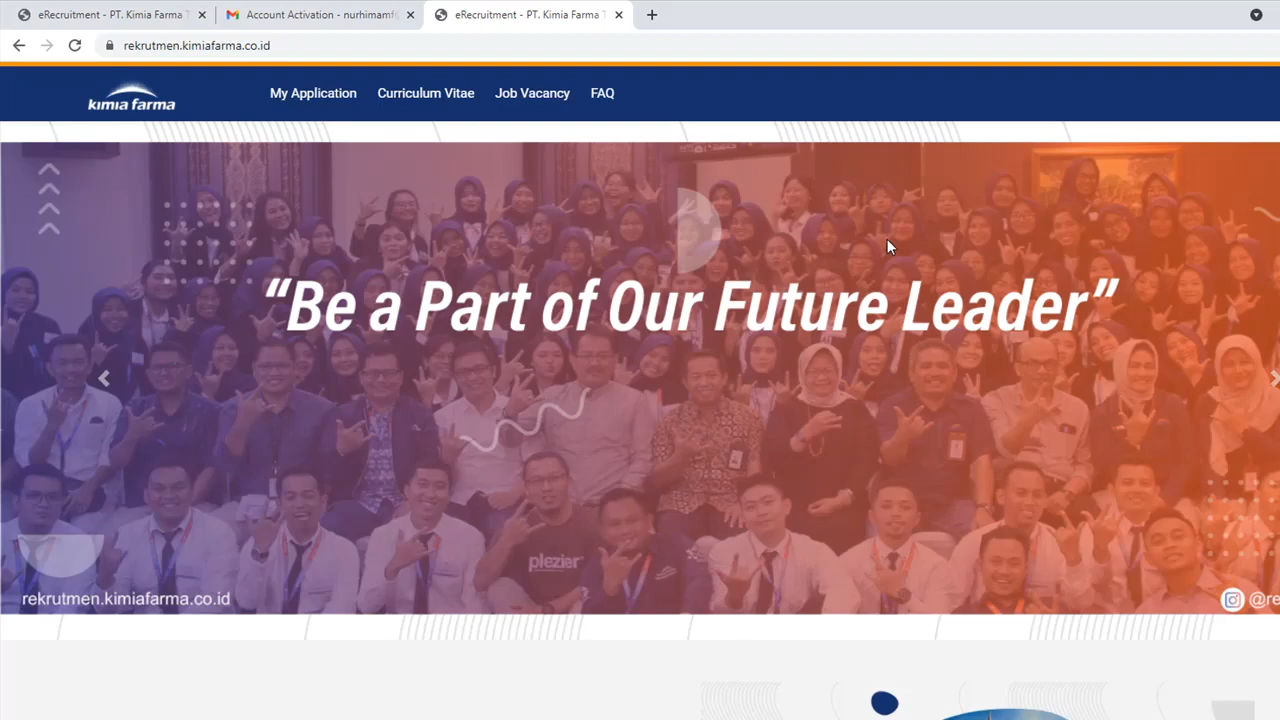 eRecruitment - PT. Kimia Farma T
Account Activation - nurhimamf
eRecruitment - PT. Kimia Farma T
rekrutmen.kimiafarma.co.id
kimia farma
My Application
Curriculum Vitae
Job Vacancy
FAQ
“Be a Part of Our Future Leader”
plezier
rekrutmen.kimiafarma.co.id
@re